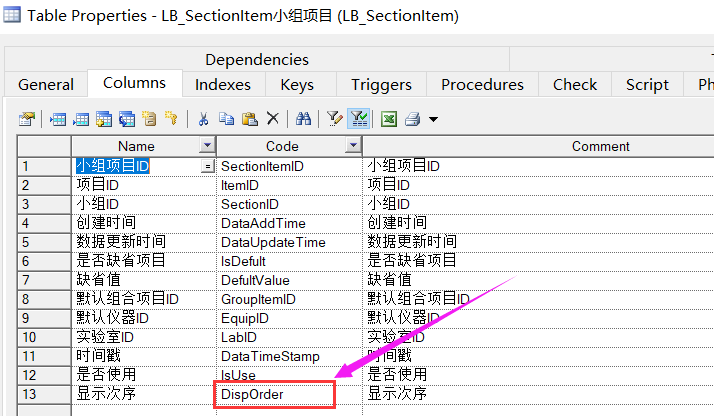 Table Properties - LB_SectionItem小组项目 (LB_SectionItem)
Dependencies
General Columns Indexes Keys Triggers Procedures Check Script
Name Code Comment
1 小组项目ID = SectionItemID 小组项目ID
2 项目ID ItemID 项目ID
3 小组ID SectionID 小组ID
4 创建时间 DataAddTime 创建时间
5 数据更新时间 DataUpdateTime 数据更新时间
6 是否缺省项目 IsDefult 是否缺省项目
7 缺省值 DefultValue 缺省值
8 默认组合项目ID GroupItemID 默认组合项目ID
9 默认仪器ID EquipID 默认仪器ID
10 实验室ID LabID 实验室ID
11 时间戳 DataTimeStamp 时间戳
12 是否使用 IsUse 是否使用
13 显示次序 DispOrder 显示次序